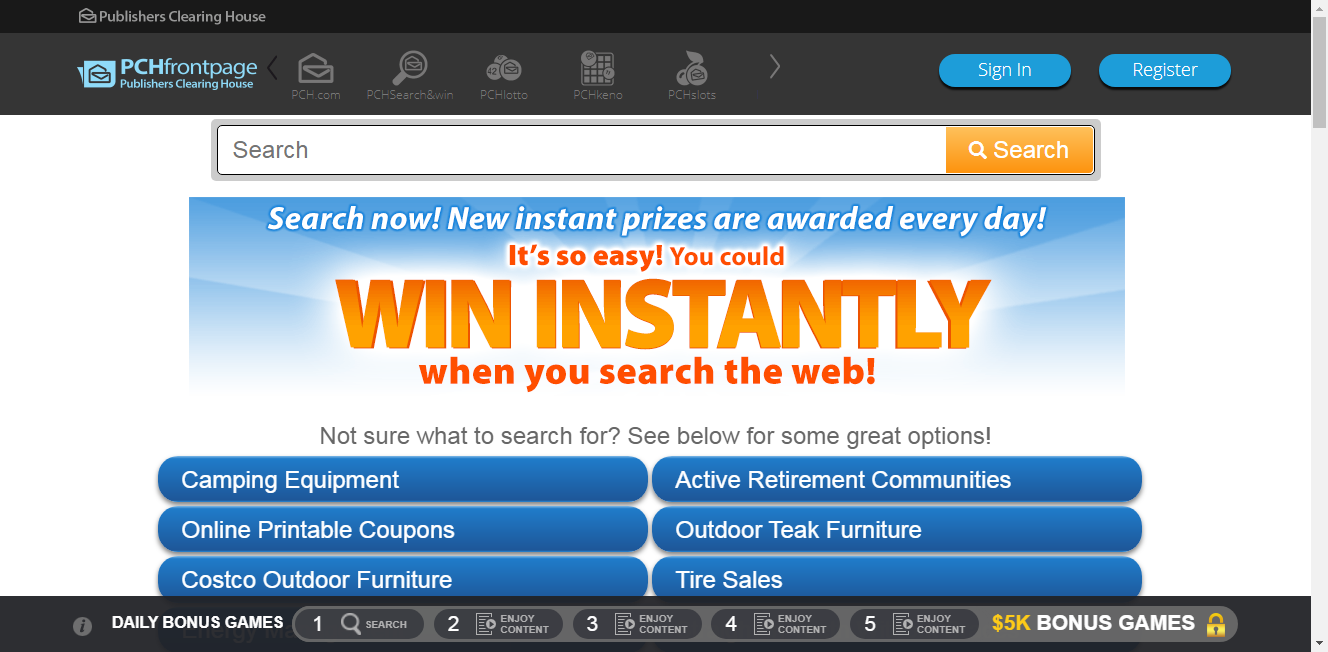 Publishers Clearing House
PCHfrontpage
Publishers Clearing House
PCH.com
PCHSearch&win
PCHlotto
PCHkeno
PCHslots
Sign In
Register
Search
Search
Search now! New instant prizes are awarded every day!
It's so easy! You could
WIN INSTANTLY
when you search the web!
Not sure what to search for? See below for some great options!
Camping Equipment
Active Retirement Communities
Online Printable Coupons
Outdoor Teak Furniture
Costco Outdoor Furniture
Tire Sales
DAILY BONUS GAMES
1 SEARCH
2 ENJOY
CONTENT
3 ENJOY
CONTENT
4 ENJOY
CONTENT
5 ENJOY
CONTENT
$5K BONUS GAMES